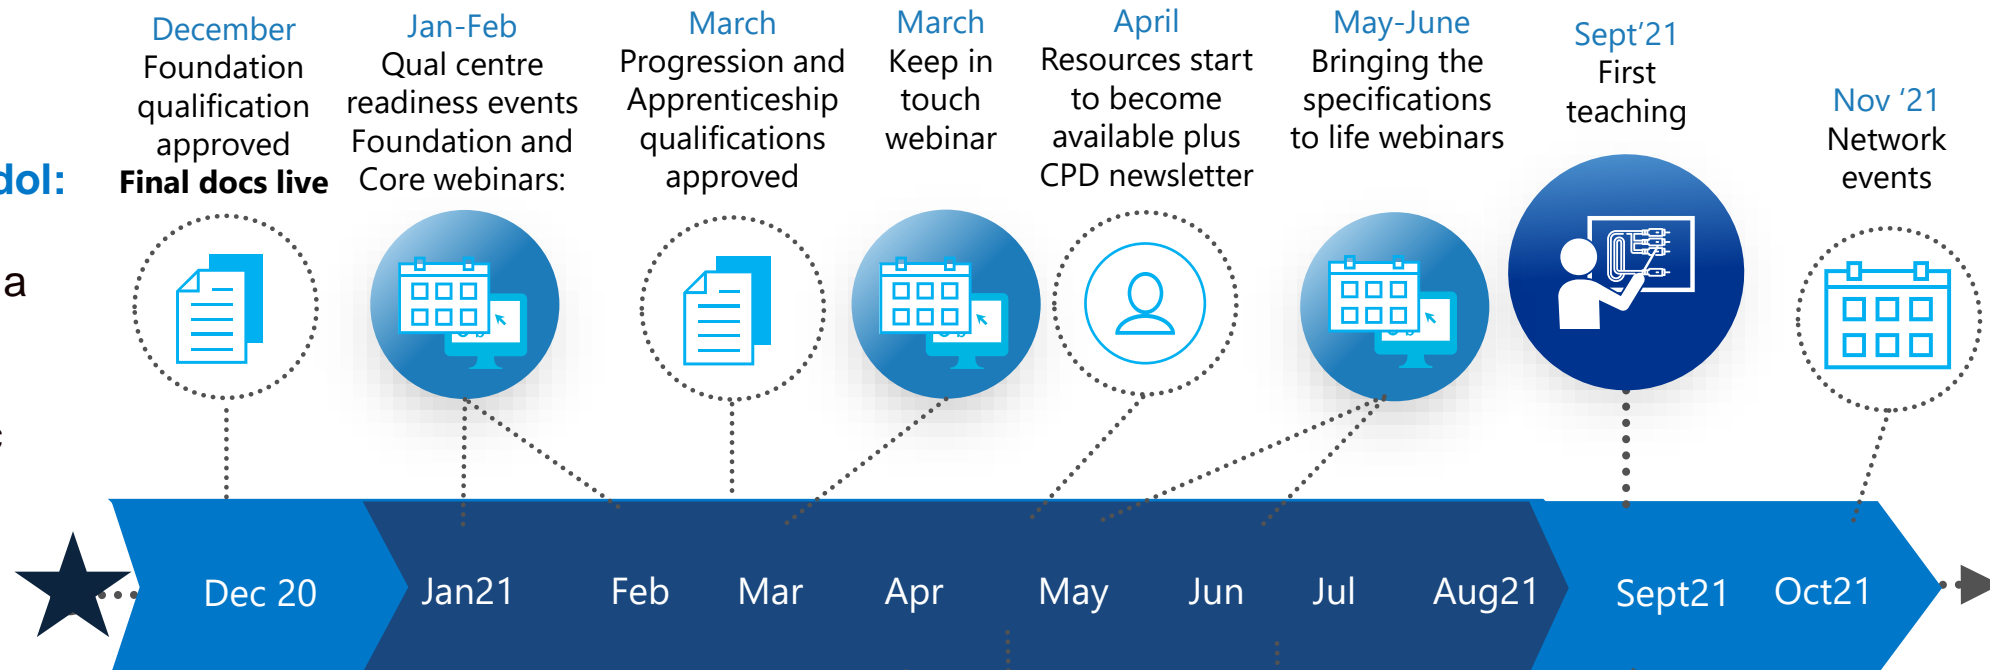 December
Foundation
qualification
approved
Final docs live
Jan-Feb
Qual centre
readiness events
Foundation and
Core webinars:
March
Progression and
Apprenticeship
qualifications
approved
March
Keep in
touch
webinar
April
Resources start
to become
available plus
CPD newsletter
May-June
Bringing the
specifications
to life webinars
Sept’21
First
teaching
Nov ‘21
Network
events
dol:
a
Dec 20
Jan21
Feb
Mar
Apr
May
Jun
Jul
Aug21
Sept21
Oct21